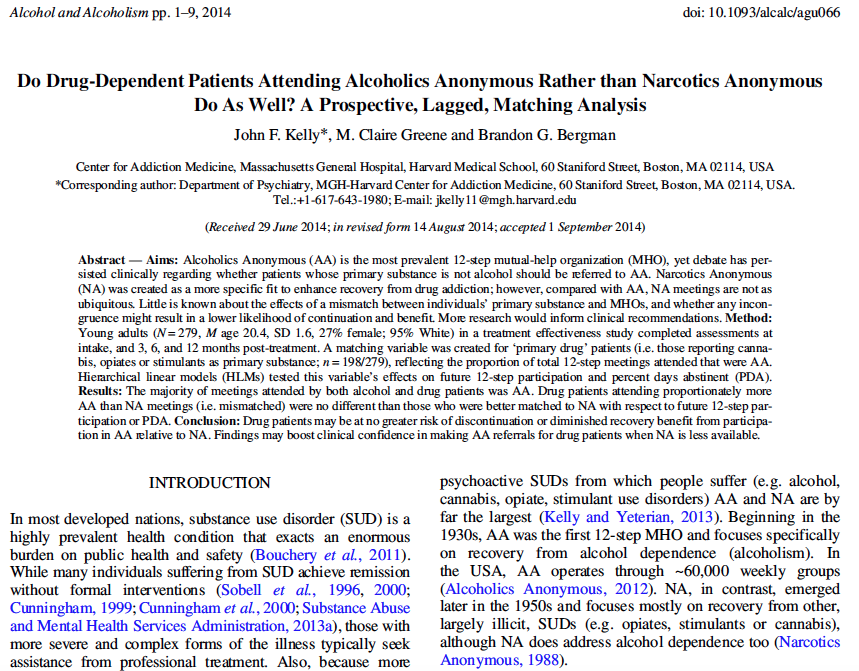 Alcohol and Alcoholism pp. 1–9, 2014
doi: 10.1093/alcalc/agu066
Do Drug-Dependent Patients Attending Alcoholics Anonymous Rather than Narcotics Anonymous
Do As Well? A Prospective, Lagged, Matching Analysis
John F. Kelly*, M. Claire Greene and Brandon G. Bergman
Center for Addiction Medicine, Massachusetts General Hospital, Harvard Medical School, 60 Staniford Street, Boston, MA 02114, USA
*Corresponding author: Department of Psychiatry, MGH-Harvard Center for Addiction Medicine, 60 Staniford Street, Boston, MA 02114, USA.
Tel.:+1-617-643-1980; E-mail: jkelly11@mgh.harvard.edu
(Received 29 June 2014; in revised form 14 August 2014; accepted 1 September 2014)
Abstract — Aims: Alcoholics Anonymous (AA) is the most prevalent 12-step mutual-help organization (MHO), yet debate has per-
sisted clinically regarding whether patients whose primary substance is not alcohol should be referred to AA. Narcotics Anonymous
(NA) was created as a more specific fit to enhance recovery from drug addiction; however, compared with AA, NA meetings are not as
ubiquitous. Little is known about the effects of a mismatch between individuals' primary substance and MHOs, and whether any incon-
gruence might result in a lower likelihood of continuation and benefit. More research would inform clinical recommendations. Method:
Young adults (N = 279, M age 20.4, SD 1.6, 27% female; 95% White) in a treatment effectiveness study completed assessments at
intake, and 3, 6, and 12 months post-treatment. A matching variable was created for 'primary drug' patients (i.e. those reporting canna-
bis, opiates or stimulants as primary substance; n = 198/279), reflecting the proportion of total 12-step meetings attended that were AA.
Hierarchical linear models (HLMs) tested this variable's effects on future 12-step participation and percent days abstinent (PDA).
Results: The majority of meetings attended by both alcohol and drug patients was AA. Drug patients attending proportionately more
AA than NA meetings (i.e. mismatched) were no different than those who were better matched to NA with respect to future 12-step par-
ticipation or PDA. Conclusion: Drug patients may be at no greater risk of discontinuation or diminished recovery benefit from participa-
tion in AA relative to NA. Findings may boost clinical confidence in making AA referrals for drug patients when NA is less available.
INTRODUCTION
In most developed nations, substance use disorder (SUD) is a
highly prevalent health condition that exacts an enormous
burden on public health and safety (Bouchery et al., 2011).
While many individuals suffering from SUD achieve remission
without formal interventions (Sobell et al., 1996, 2000;
Cunningham, 1999; Cunningham et al., 2000; Substance Abuse
and Mental Health Services Administration, 2013a), those with
more severe and complex forms of the illness typically seek
assistance from professional treatment. Also, because more
psychoactive SUDs from which people suffer (e.g. alcohol,
cannabis, opiate, stimulant use disorders) AA and NA are by
far the largest (Kelly and Yeterian, 2013). Beginning in the
1930s, AA was the first 12-step MHO and focuses specifically
on recovery from alcohol dependence (alcoholism). In
the USA, AA operates through ~60,000 weekly groups
(Alcoholics Anonymous, 2012). NA, in contrast, emerged
later in the 1950s and focuses mostly on recovery from other,
largely illicit, SUDs (e.g. opiates, stimulants or cannabis),
although NA does address alcohol dependence too (Narcotics
Anonymous, 1988).